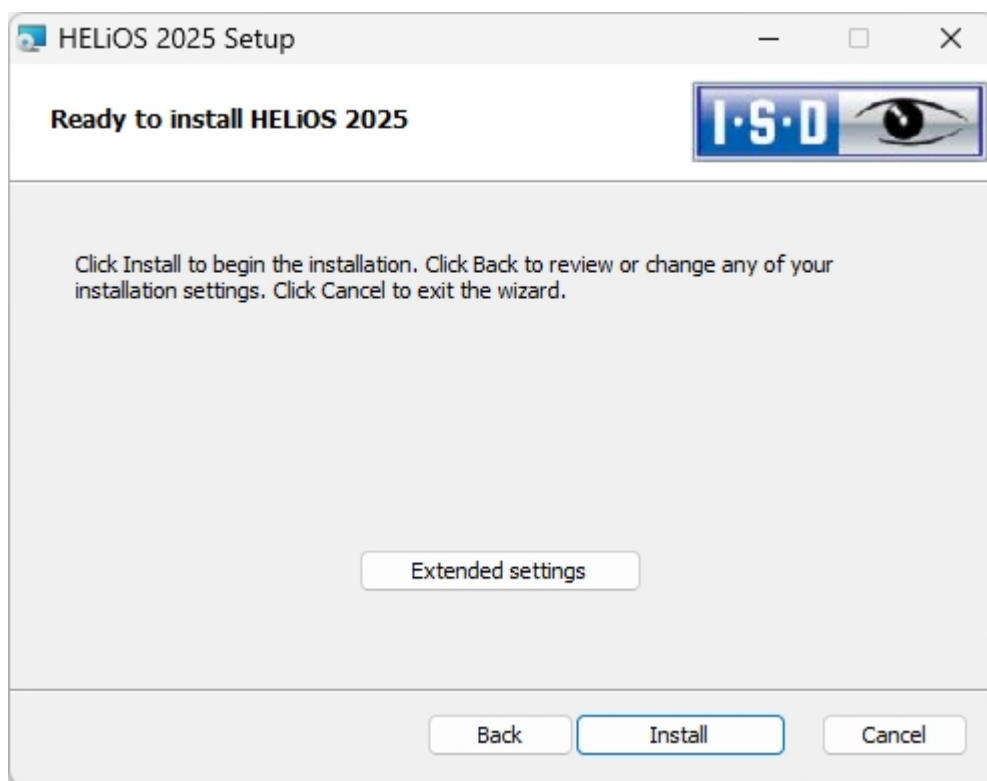 HELiOS 2025 Setup
Ready to install HELiOS 2025
I·S·D
Click Install to begin the installation. Click Back to review or change any of your
installation settings. Click Cancel to exit the wizard.
Extended settings
Back
Install
Cancel